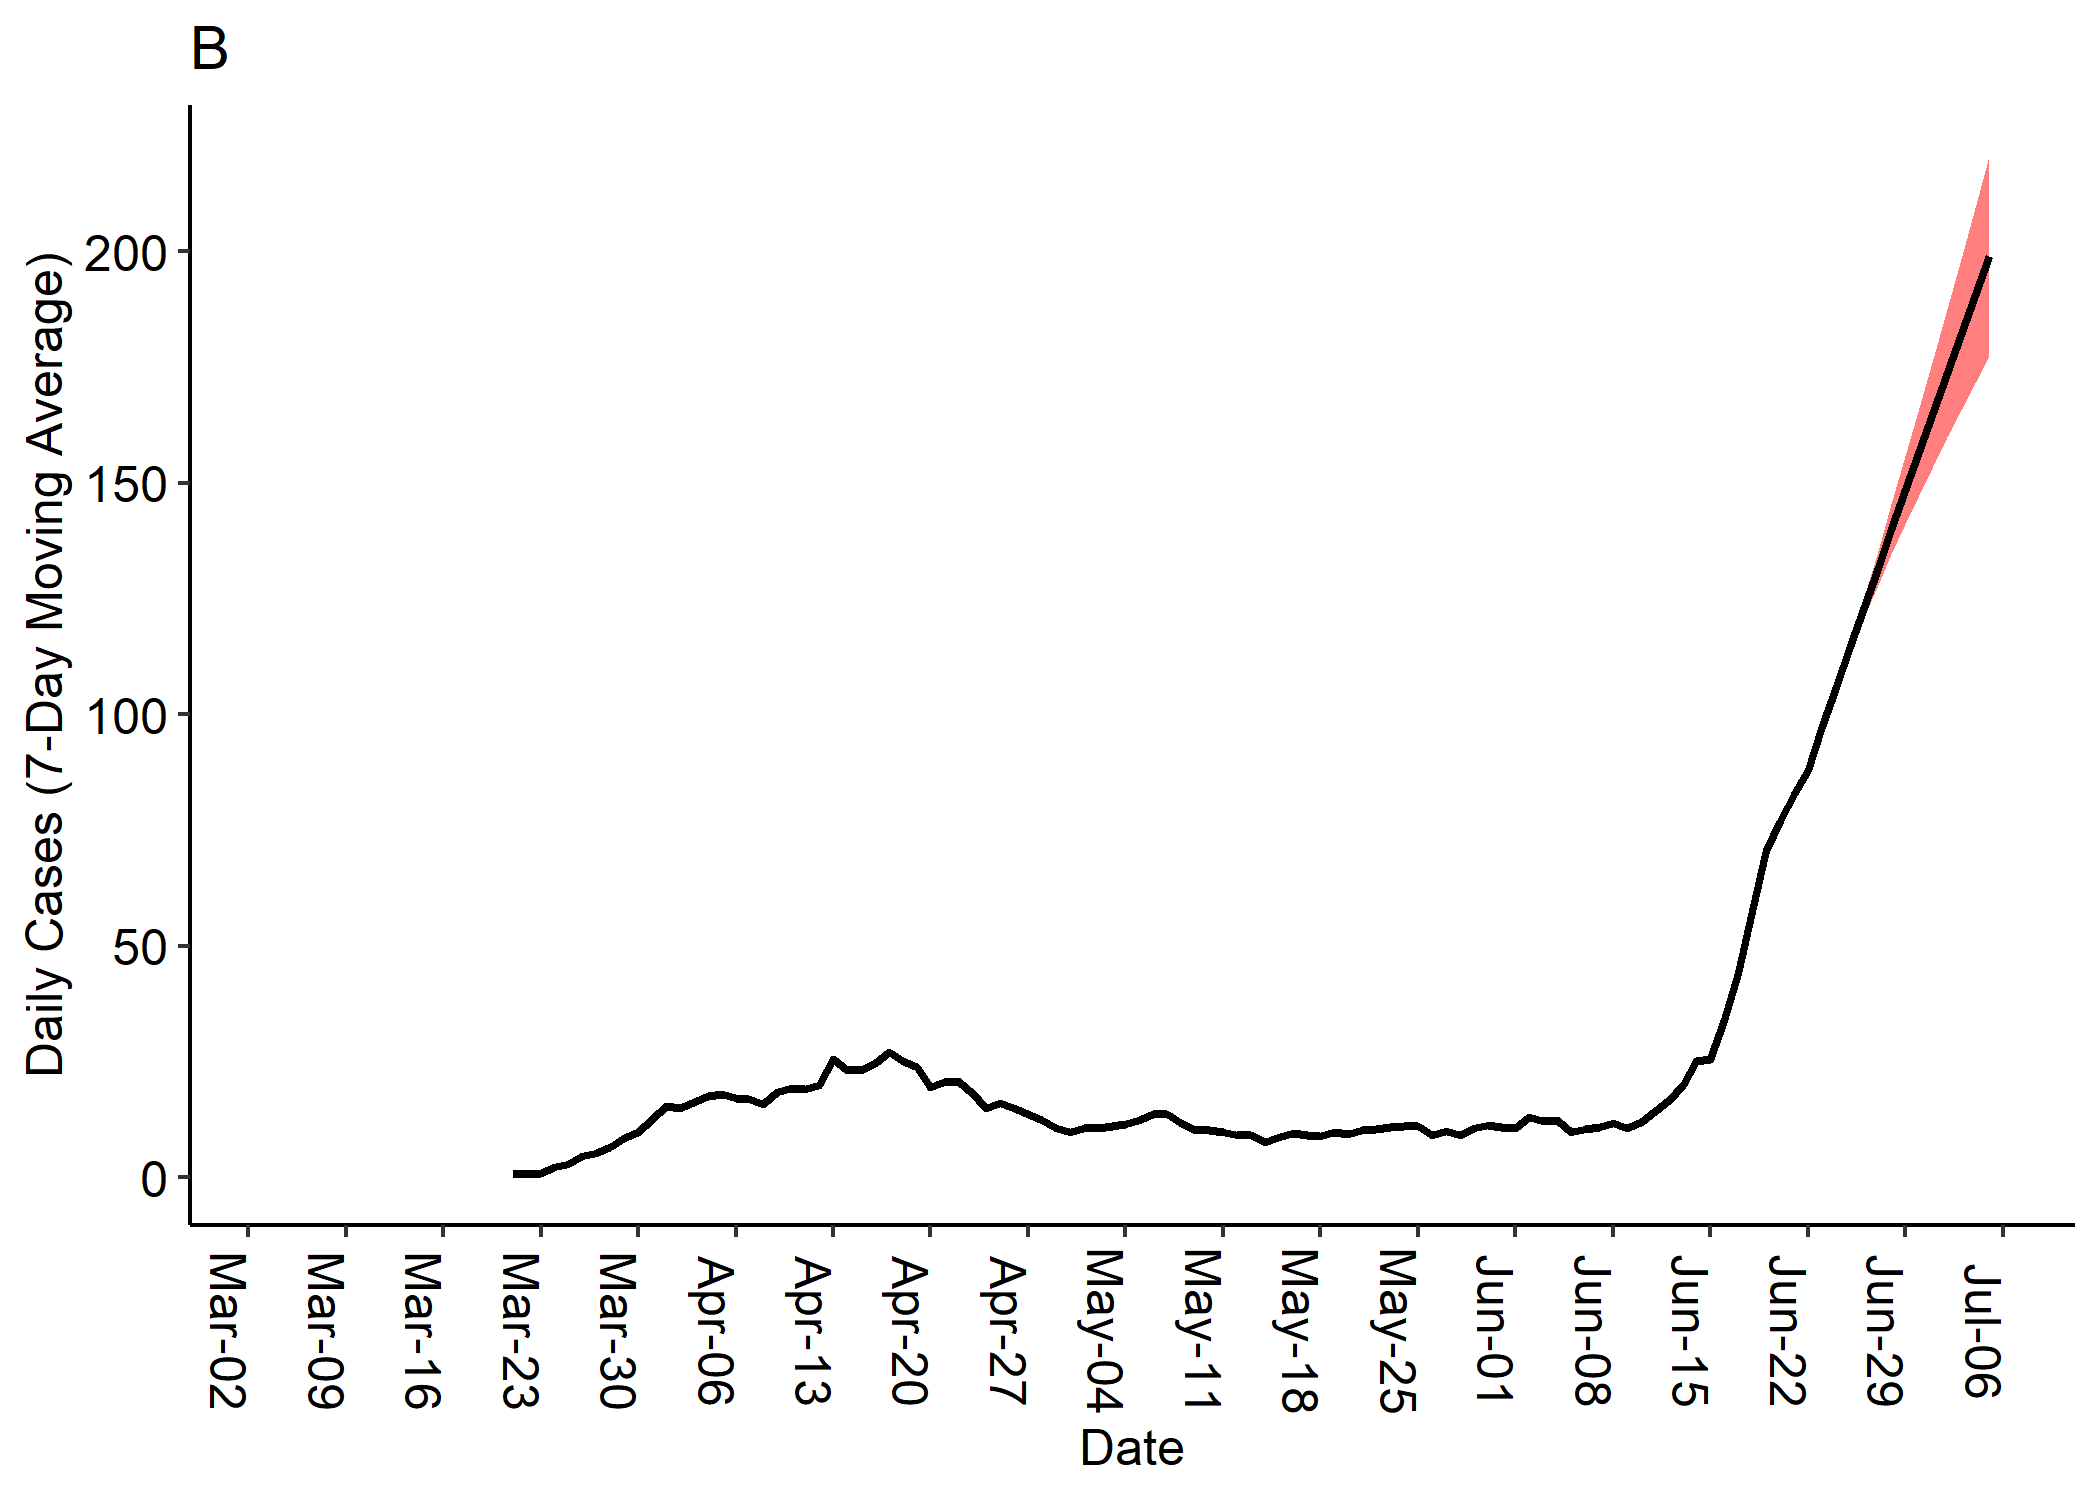 B
Daily Cases (7-Day Moving Average)
200
150
100
50
0
Mar-02
Mar-09
Mar-16
Mar-23
Mar-30
Apr-06
Apr-13
Apr-20
Apr-27
May-04
May-11
May-18
May-25
Jun-01
Jun-08
Jun-15
Jun-22
Jun-29
Jul-06
Date